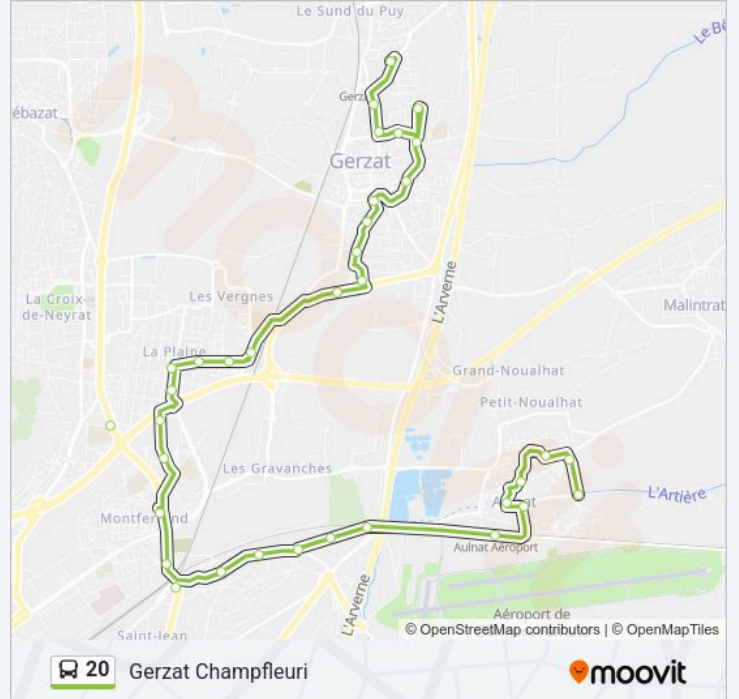 Le Sund du Puy
Le Bé
ébazat
Gerza
Gerzat
L'Arverne
La Croix-
de-Neyrat
Les Vergnes
Malintrat
La Plaine
Grand-Noualhat
Petit-Noualhat
Les Gravanches
L'Artière
Montferrand
Aulnat Aéroport
L'Arverne
Aéroport de
Saint-Jean
© OpenStreetMap contributors | © OpenMapTiles
20 Gerzat Champfleuri
moovit